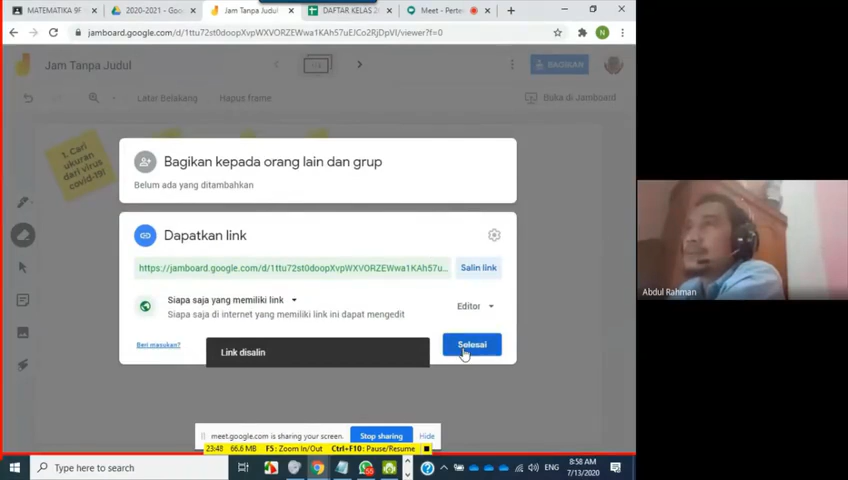 MATEMATIKA 9F
2020-2021 - Goo
Jam Tanpa Judul
DAFTAR KELAS 20
Meet - Perte
jamboard.google.com/d/1ttu72st0doopXvpWXVORZEWwa1KAh57uEJCo2RjDpVI/viewer?f=0
Jam Tanpa Judul
BAGIKAN
Latar Belakang
Hapus frame
Buka di Jamboard
1. Cari
ukuran
dari virus
covid-19!
Bagikan kepada orang lain dan grup
Belum ada yang ditambahkan
Dapatkan link
https://jamboard.google.com/d/1ttu72st0doopXvpWXVORZEWwa1KAh57u...
Salin link
Siapa saja yang memiliki link
Editor
Siapa saja di internet yang memiliki link ini dapat mengedit
Beri masukan?
Link disalin
Selesai
meet.google.com is sharing your screen.
Stop sharing
Hide
23:48 66.6 MB F5: Zoom In/Out Ctrl+F10: Pause/Resume
Type here to search
ENG
8:58 AM
7/13/2020
Abdul Rahman